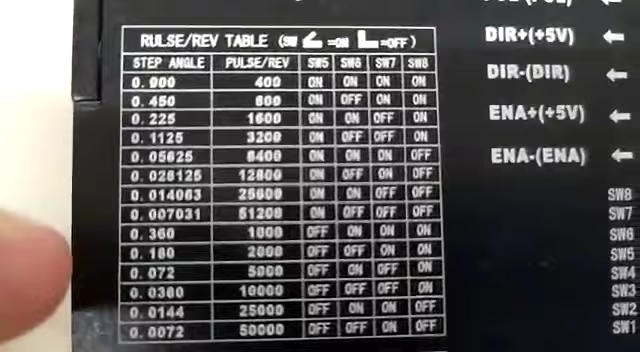 RULSE/REV TABLE (SW =ON =OFF)
STEP ANGLE PULSE/REV SW5 SW6 SW7 SW8
0.900 400 ON ON ON ON
0.450 800 ON OFF ON ON
0.225 1600 ON ON OFF ON
0.1125 3200 ON OFF OFF ON
0.05625 6400 ON ON ON OFF
0.028125 12800 ON OFF ON OFF
0.014063 25600 ON ON OFF OFF
0.007031 51200 ON OFF OFF OFF
0.360 1000 OFF ON ON ON
0.180 2000 OFF OFF ON ON
0.072 5000 OFF ON OFF ON
0.0360 10000 OFF OFF OFF ON
0.0144 25000 OFF ON ON OFF
0.0072 50000 OFF OFF ON OFF
DIR+(+5V)
DIR-(DIR)
ENA+(+5V)
ENA-(ENA)
SW8
SW7
SW6
SW5
SW4
SW3
SW2
SW1